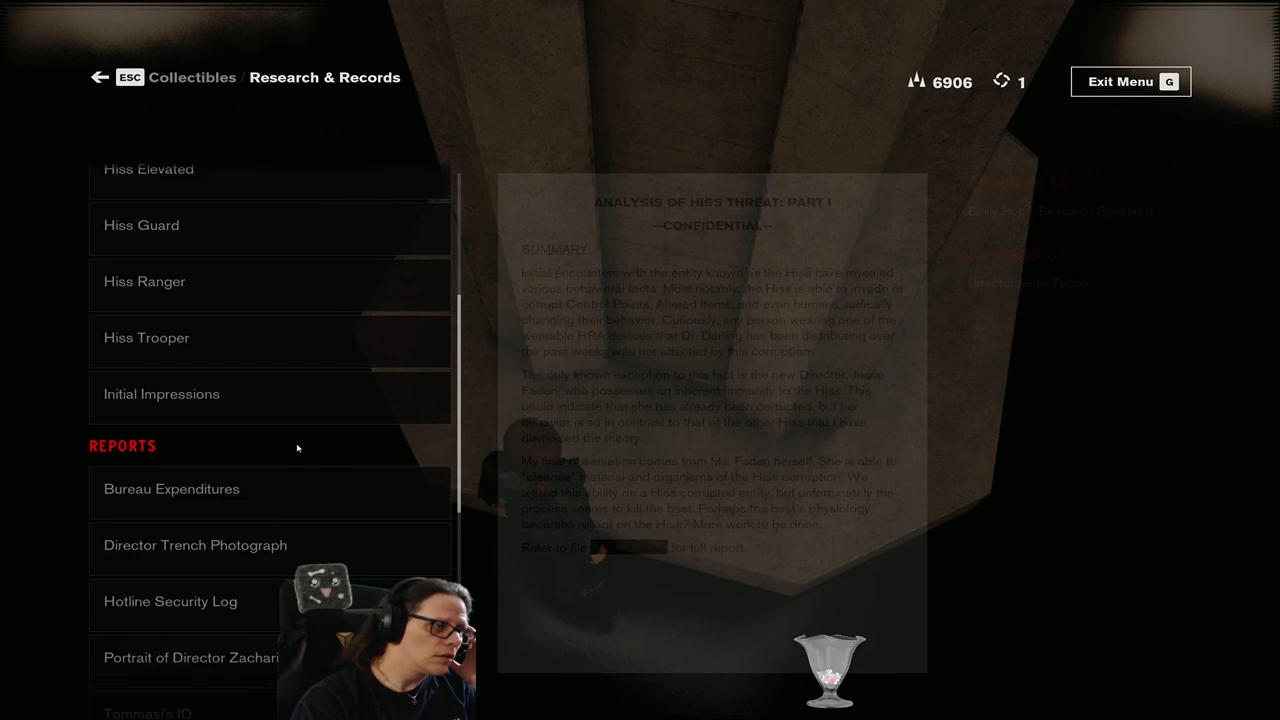 ESC Collectibles / Research & Records
6906
1
Exit Menu G
Hiss Elevated
Hiss Guard
Hiss Ranger
Hiss Trooper
Initial Impressions
REPORTS
Bureau Expenditures
Director Trench Photograph
Hotline Security Log
Portrait of Director Zachari
Tommasi's ID
ANALYSIS OF HISS THREAT: PART I
--CONFIDENTIAL--
SUMMARY:
Initial encounters with the entity known as the Hiss have revealed
various behavioral facts. Most notably, the Hiss is able to invade or
corrupt Control Points, Altered Items, and even humans, radically
changing their behavior. Curiously, any person wearing one of the
wearable HRA devices that Dr. Darling has been distributing over
the past weeks was not affected by this corruption.
The only known exception to this fact is the new Director, Jesse
Faden, who possesses an inherent immunity to the Hiss. This
could indicate that she has already been corrupted, but her
behavior is so in contrast to that of the other Hiss that I have
dismissed the theory.
My final observation comes from Ms. Faden herself. She is able to
"cleanse" material and organisms of the Hiss corruption. We
tested this ability on a Hiss corrupted entity, but unfortunately the
process seems to kill the host. Perhaps the host's physiology
becomes reliant on the Hiss? More work to be done.
Refer to file for full report.
BY
Emily Pope, Research Specialist
Director Jesse Faden